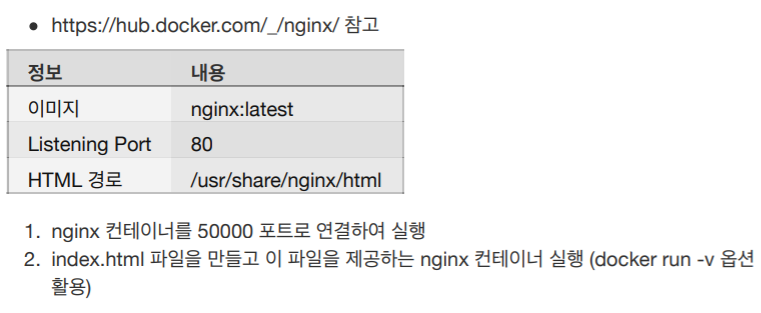 • https://hub.docker.com/_/nginx/ 참고
정보 내용
이미지 nginx:latest
Listening Port 80
HTML 경로 /usr/share/nginx/html
1. nginx 컨테이너를 50000 포트로 연결하여 실행
2. index.html 파일을 만들고 이 파일을 제공하는 nginx 컨테이너 실행 (docker run -v 옵션
활용)